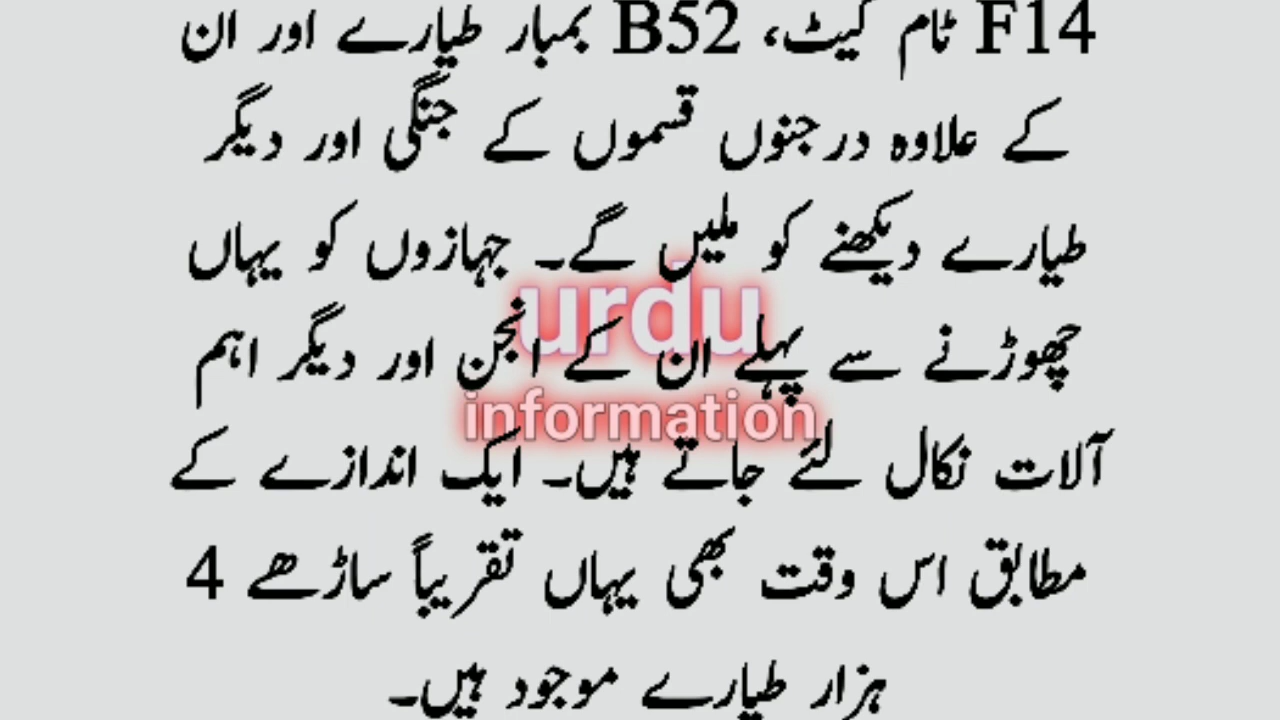 F14 ٹام کیٹ، B52 بمبار طیارے اور ان
کے علاوہ درجنوں قسموں کے جنگی اور دیگر
طیارے دیکھنے کو ملیں گے۔ جہازوں کو یہاں
urdu
چھوڑنے سے پہلے ان کے انجن اور دیگر اہم
information
آلات نکال لئے جاتے ہیں۔ ایک اندازے کے
مطابق اس وقت بھی یہاں تقریباً ساڑھے 4
ہزار طیارے موجود ہیں۔